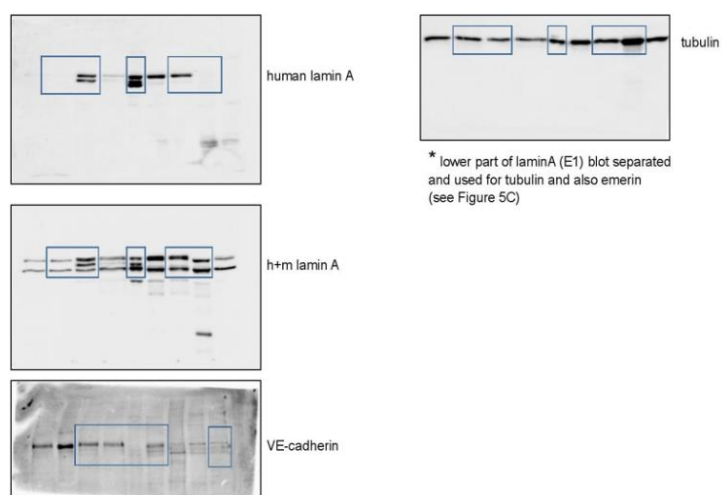 human lamin A
tubulin
* lower part of laminA (E1) blot separated
and used for tubulin and also emerin
(see Figure 5C)
h+m lamin A
VE-cadherin